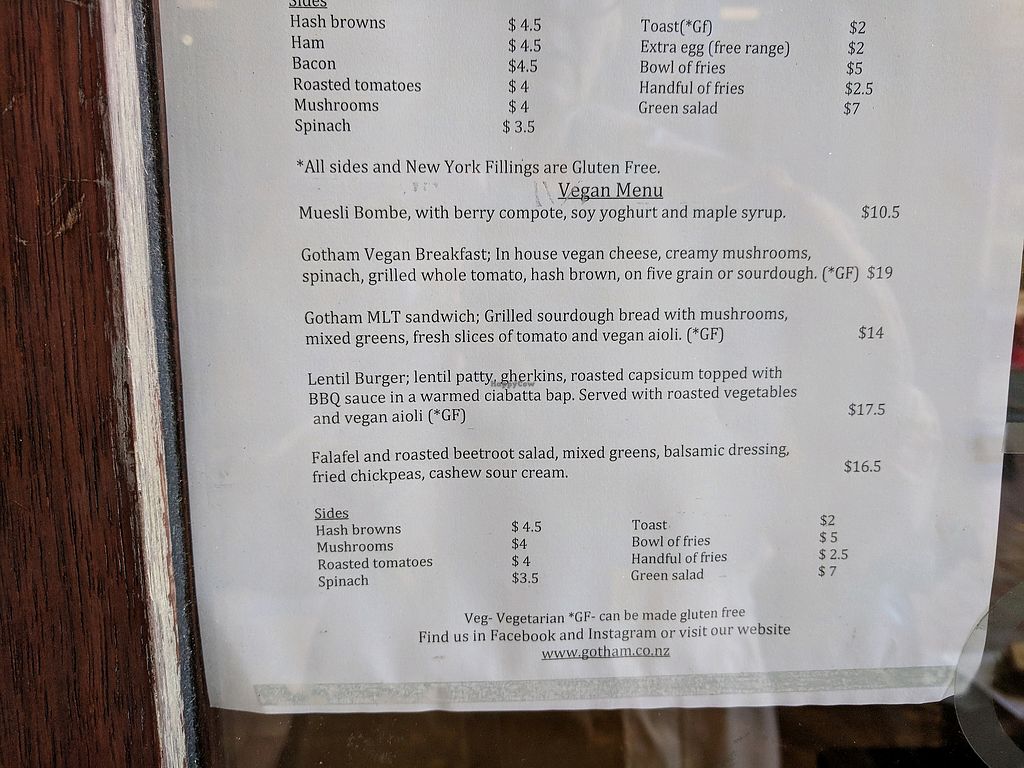 Sides
Hash browns $ 4.5 Toast(*Gf) $2
Ham $ 4.5 Extra egg (free range) $2
Bacon $4.5 Bowl of fries $5
Roasted tomatoes $ 4 Handful of fries $2.5
Mushrooms $ 4 Green salad $7
Spinach $ 3.5
*All sides and New York Fillings are Gluten Free.
Vegan Menu
Muesli Bombe, with berry compote, soy yoghurt and maple syrup. $10.5
Gotham Vegan Breakfast; In house vegan cheese, creamy mushrooms,
spinach, grilled whole tomato, hash brown, on five grain or sourdough. (*GF) $19
Gotham MLT sandwich; Grilled sourdough bread with mushrooms,
mixed greens, fresh slices of tomato and vegan aioli. (*GF) $14
Lentil Burger; lentil patty, gherkins, roasted capsicum topped with
HappyCow
BBQ sauce in a warmed ciabatta bap. Served with roasted vegetables
and vegan aioli (*GF) $17.5
Falafel and roasted beetroot salad, mixed greens, balsamic dressing,
fried chickpeas, cashew sour cream. $16.5
Sides
Hash browns $ 4.5 Toast $2
Mushrooms $4 Bowl of fries $ 5
Roasted tomatoes $ 4 Handful of fries $ 2.5
Spinach $3.5 Green salad $ 7
Veg- Vegetarian *GF- can be made gluten free
Find us in Facebook and Instagram or visit our website
www.gotham.co.nz